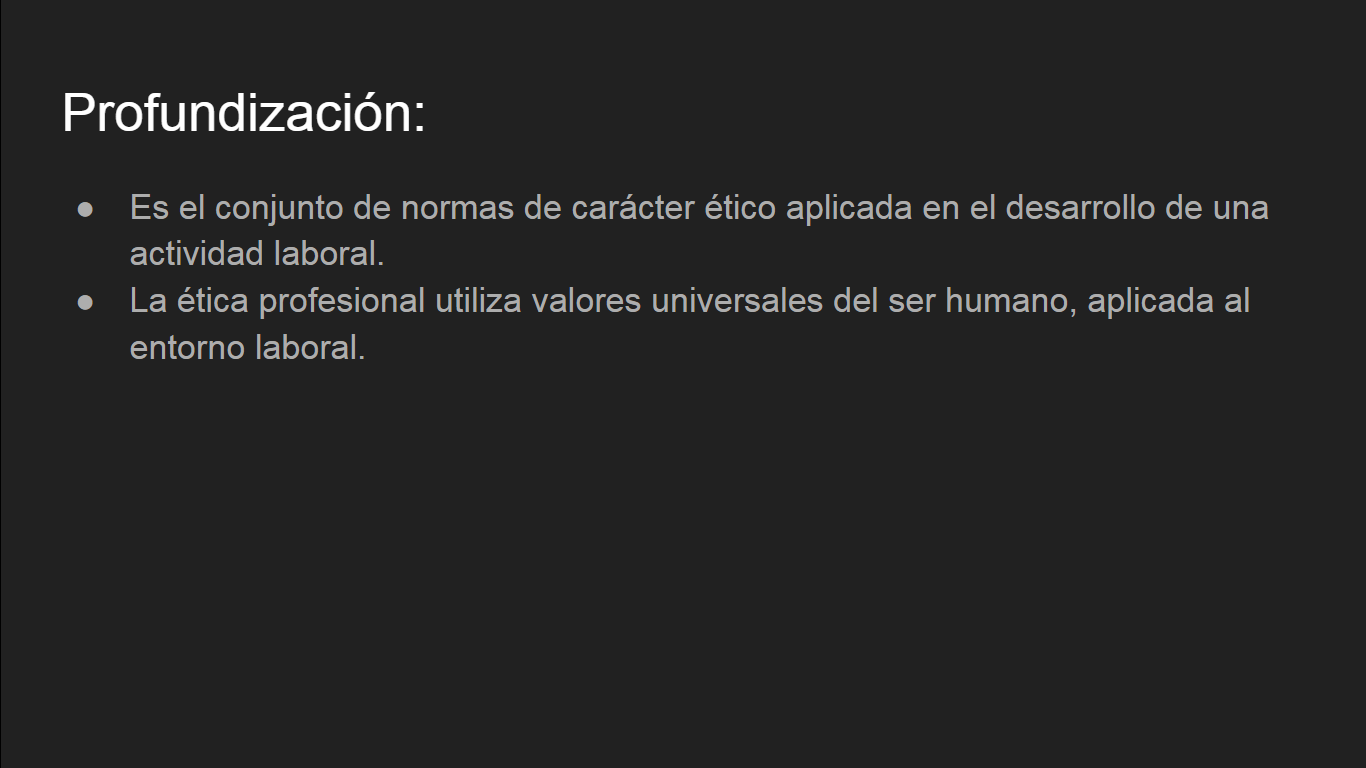 Profundización:
● Es el conjunto de normas de carácter ético aplicada en el desarrollo de una
actividad laboral.
● La ética profesional utiliza valores universales del ser humano, aplicada al
entorno laboral.